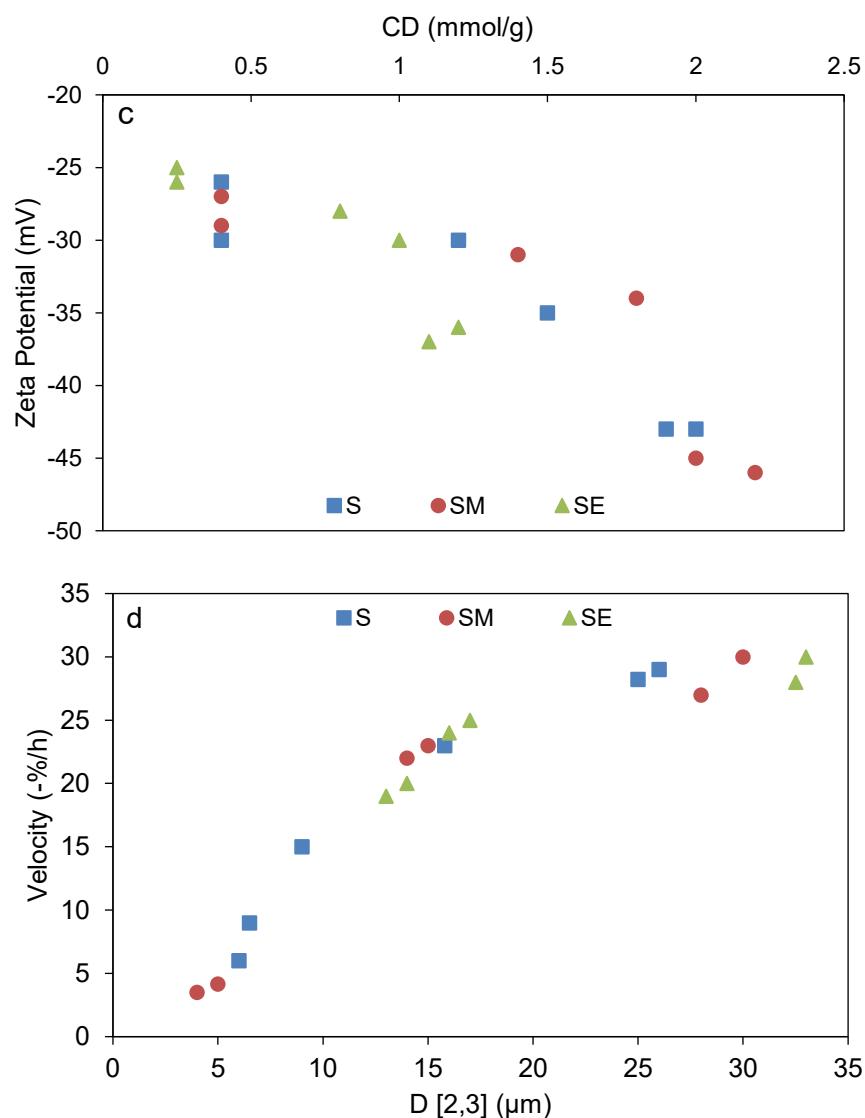 CD (mmol/g)
0 0.5 1 1.5 2 2.5
-20
c
-25
-30
-35
-40
-45
-50
Zeta Potential (mV)
S SM SE
35
d
S SM SE
30
25
20
15
10
5
0
Velocity (-%/h)
0 5 10 15 20 25 30 35
D [2,3] (µm)